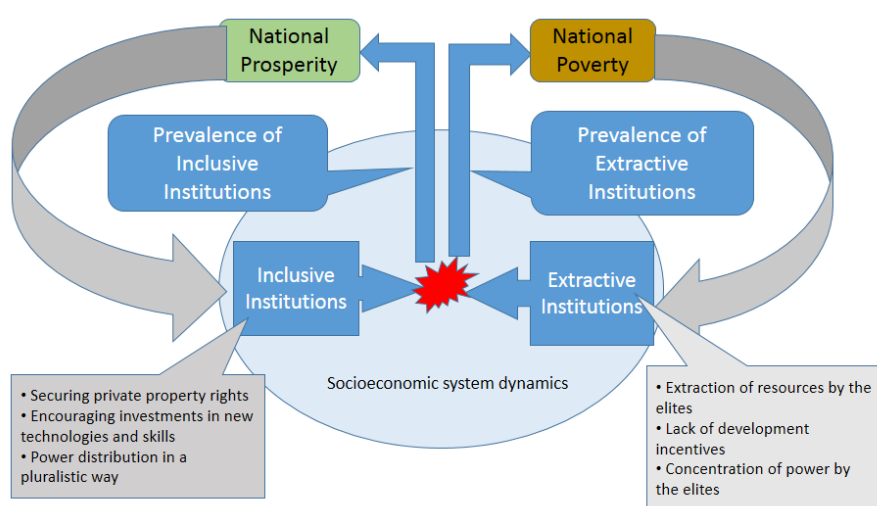 National
Prosperity
National
Poverty
Prevalence of
Inclusive
Institutions
Prevalence of
Extractive
Institutions
Inclusive
Institutions
Extractive
Institutions
Socioeconomic system dynamics
• Securing private property rights
• Encouraging investments in new
technologies and skills
• Power distribution in a
pluralistic way
• Extraction of resources by the
elites
• Lack of development
incentives
• Concentration of power by
the elites